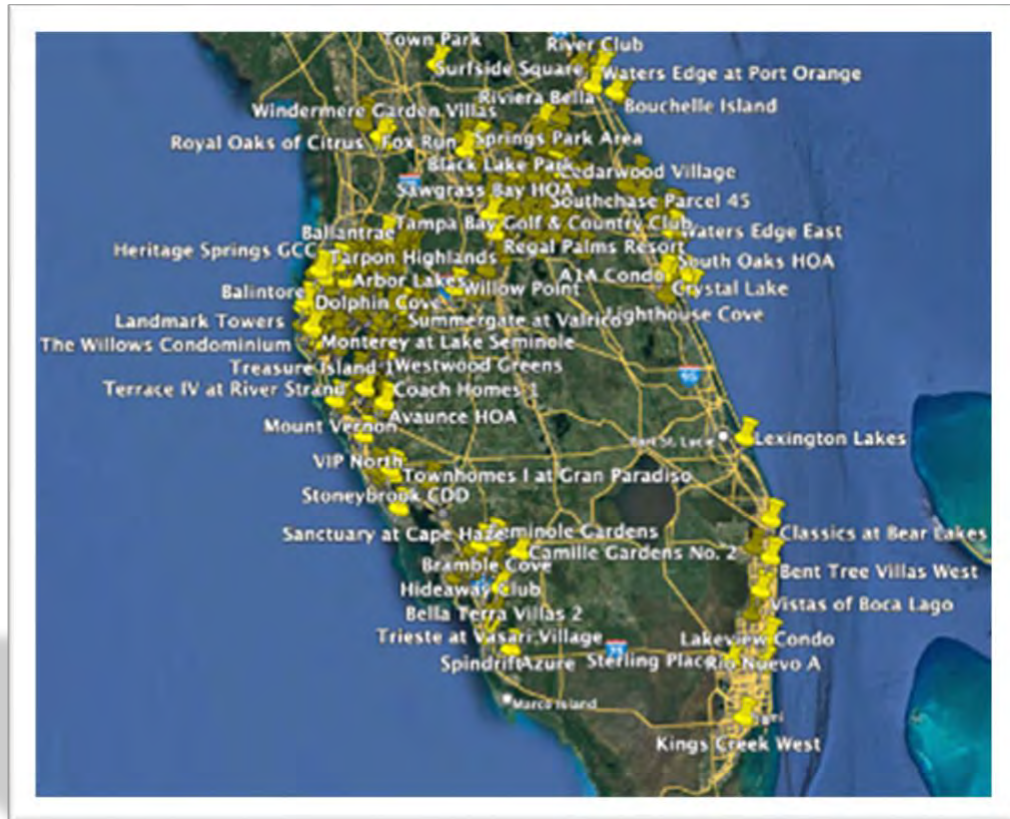 Town Park
River Club
Surfside Square
Waters Edge at Port Orange
Riviera Bella
Bouchelle Island
Windermere Garden Villas
Royal Oaks of Citrus
Fox Run
Springs Park Area
Black Lake Park
Cedarwood Village
Sawgrass Bay HOA
Southchase Parcel 45
Tampa Bay Golf & Country Club
Ballantrae
Waters Edge East
Heritage Springs GCC
Regal Palms Resort
Tarpon Highlands
South Oaks HOA
Arbor Lakes
A1A Condo
Willow Point
Crystal Lake
Balintore
Dolphin Cove
Landmark Towers
Summergate at Valrico
Lighthouse Cove
The Willows Condominium
Monterey at Lake Seminole
Treasure Island 1
Westwood Greens
95
Terrace IV at River Strand
Coach Homes 1
Avaunce HOA
Mount Vernon
Port St. Lucie
Lexington Lakes
VIP North
Townhomes I at Gran Paradiso
Stoneybrook CDD
Sanctuary at Cape Haze
Seminole Gardens
Classics at Bear Lakes
Camille Gardens No. 2
Bramble Cove
Bent Tree Villas West
Hideaway Club
Vistas of Boca Lago
Bella Terra Villas 2
Trieste at Vasari Village
Lakeview Condo
75
Spindrift
Azure
Sterling Place
Rio Nuevo A
Marco Island
Kings Creek West